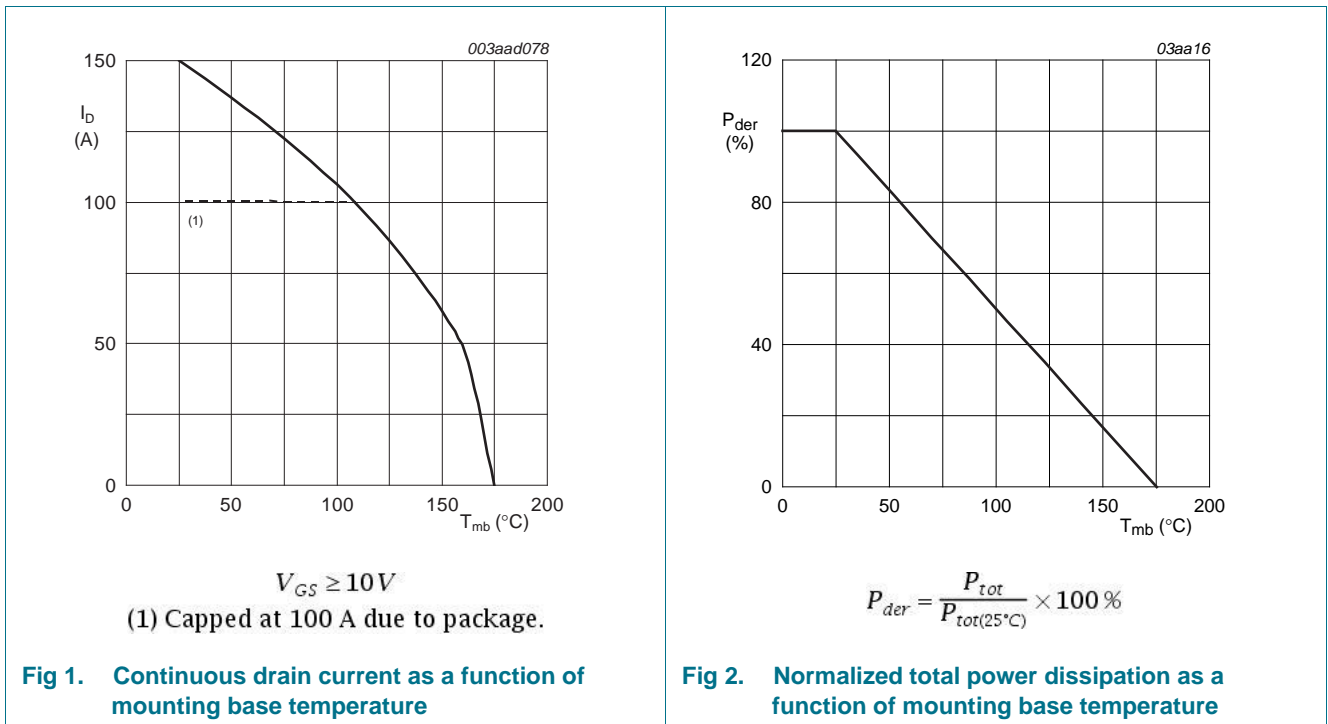 003aad078
150
I_D
(A)
100
(1)
50
0
0 50 100 150 200
T_mb (°C)
V_GS ≥ 10 V
(1) Capped at 100 A due to package.
Fig 1. Continuous drain current as a function of
mounting base temperature
03aa16
120
P_der
(%)
80
40
0
0 50 100 150 200
T_mb (°C)
P_der = P_tot / P_tot(25°C) × 100 %
Fig 2. Normalized total power dissipation as a
function of mounting base temperature